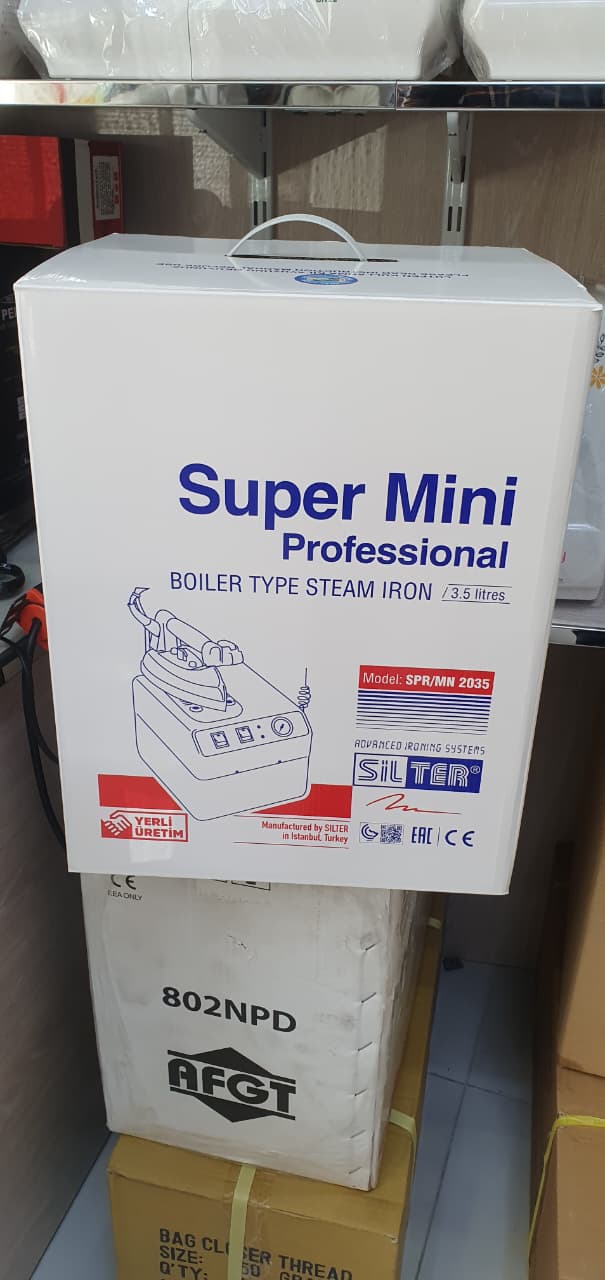 Super Mini
Professional
BOILER TYPE STEAM IRON / 3.5 litres
Model: SPR/MN 2035
ADVANCED IRONING SYSTEMS
SiLTER®
YERLİ
ÜRETİM
Manufactured by SILTER
in Istanbul, Turkey
EAC CE
CE
802NPD
AFGT
BAG CLOSER THREAD
SIZE:
Q'TY: